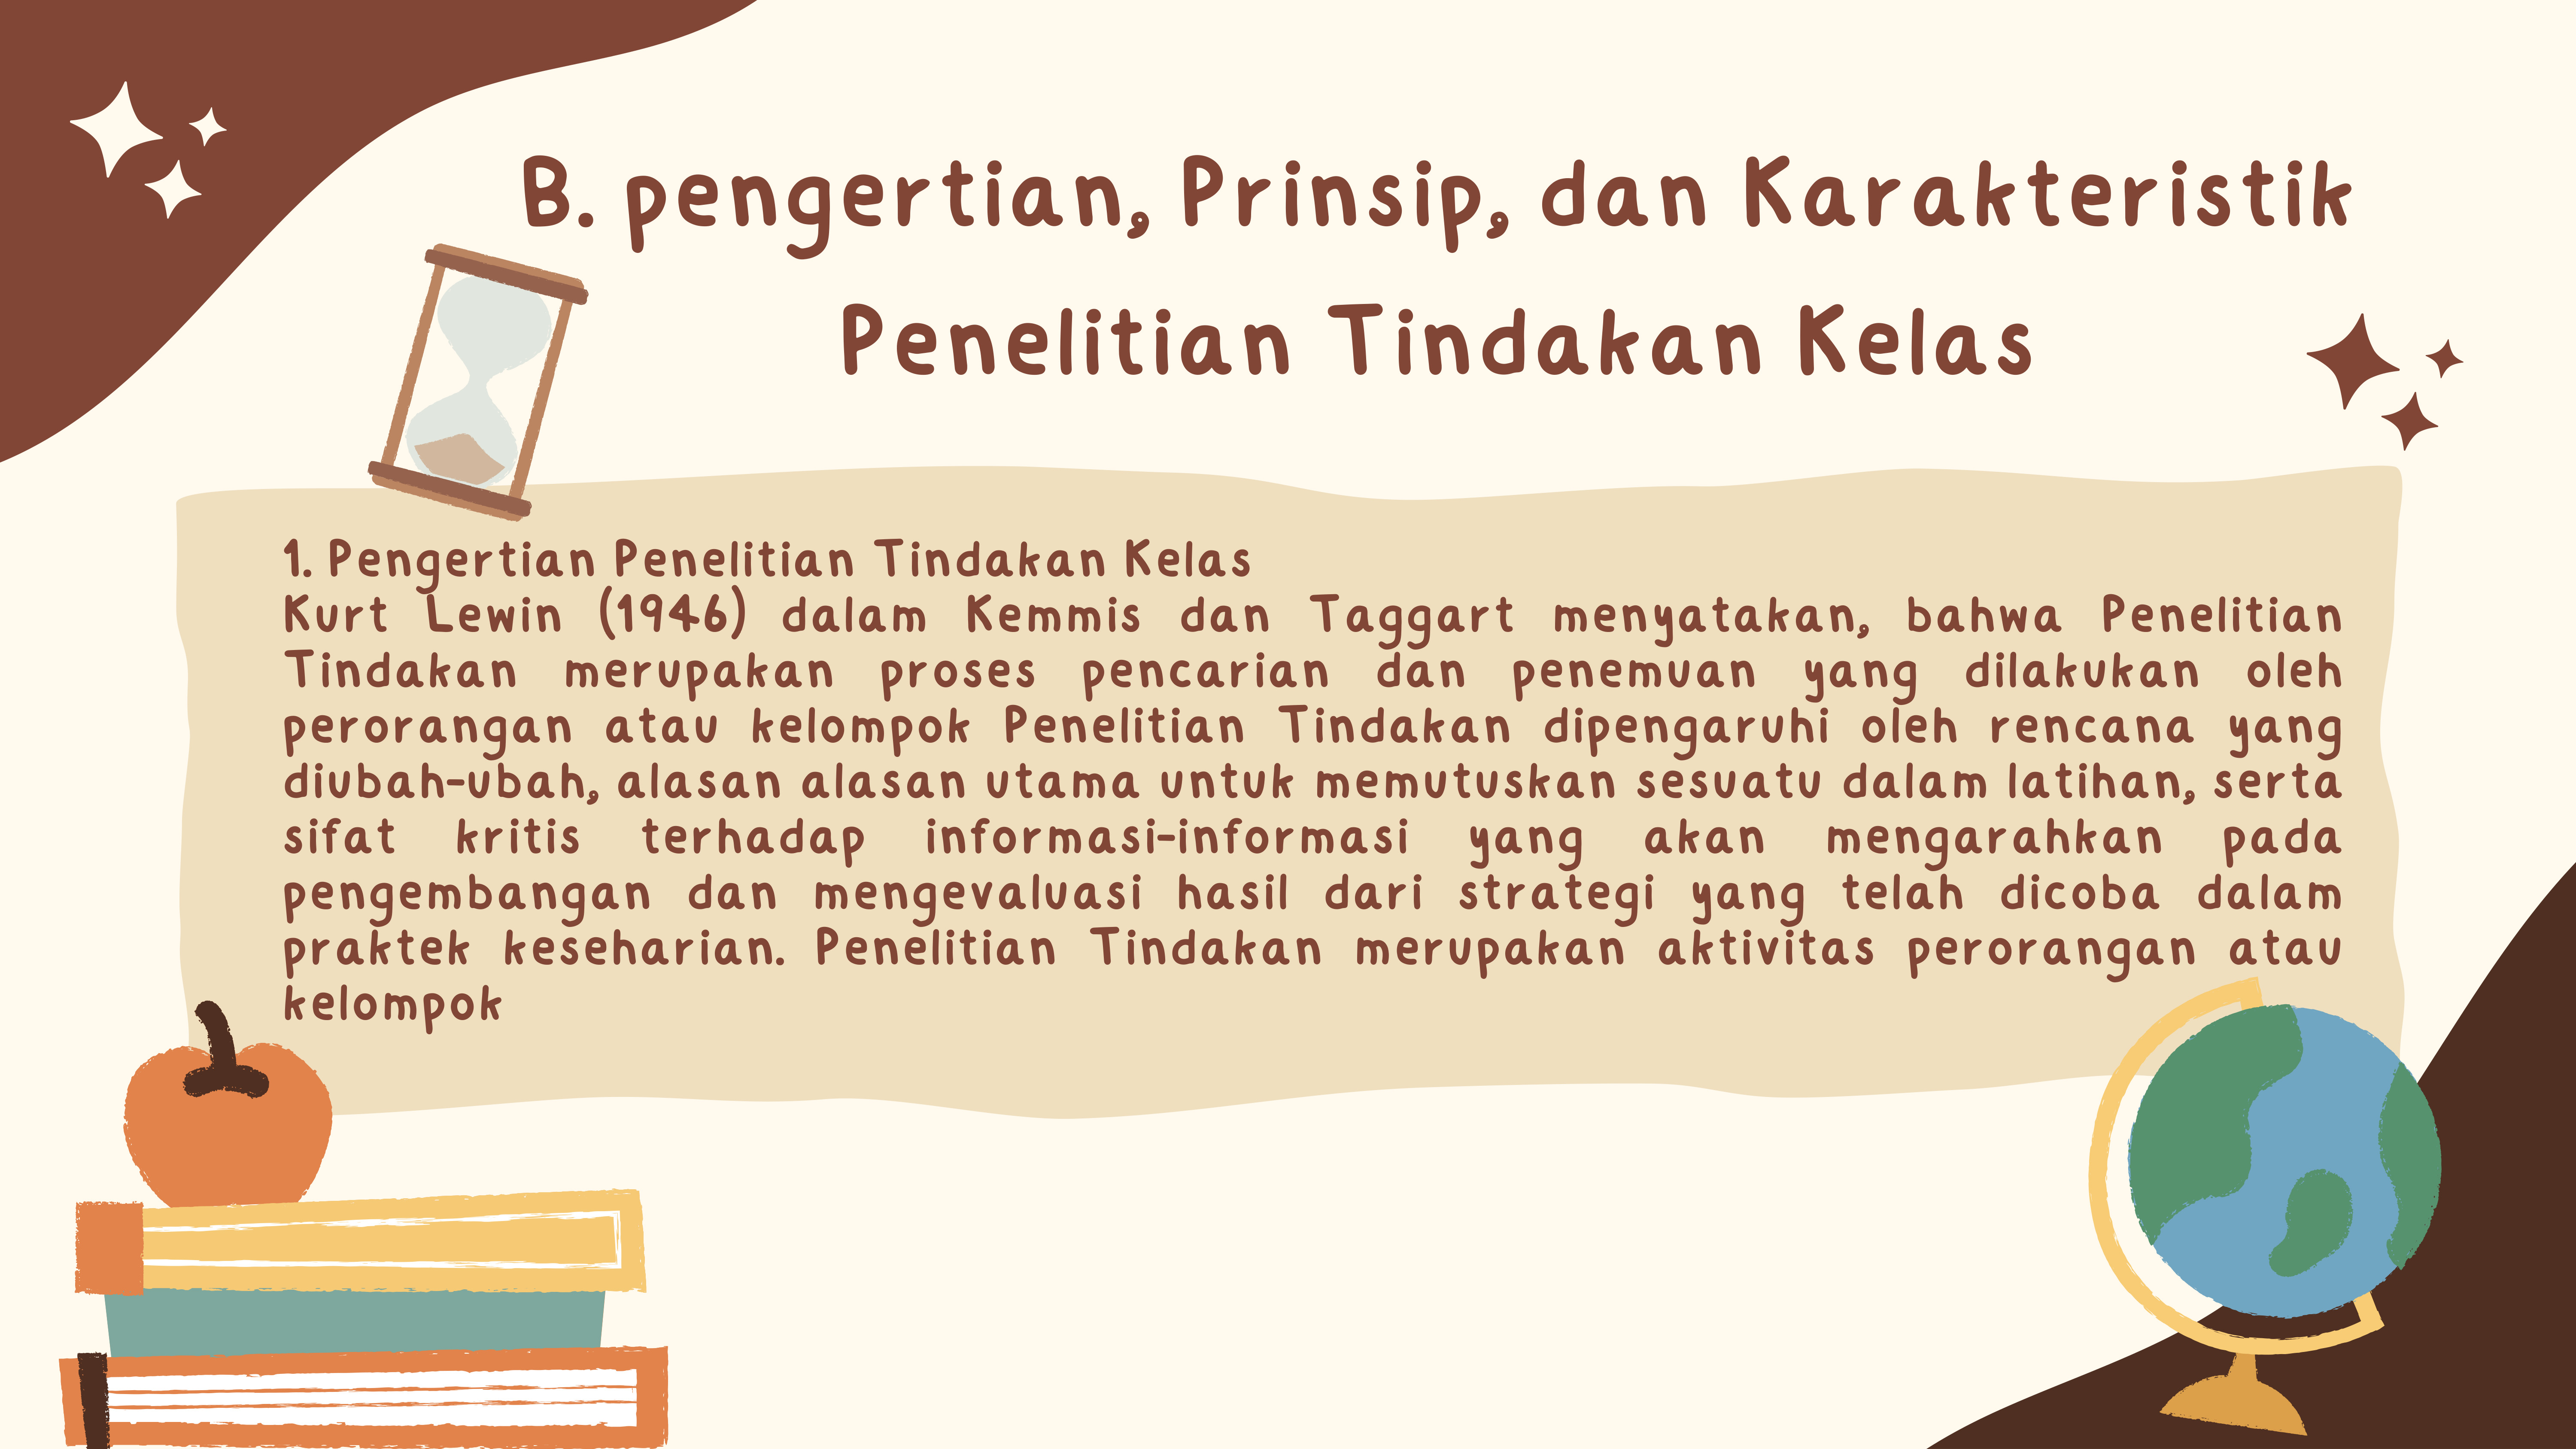 B. pengertian, Prinsip, dan Karakteristik
Penelitian Tindakan Kelas
1. Pengertian Penelitian Tindakan Kelas
Kurt Lewin (1946) dalam Kemmis dan Taggart menyatakan, bahwa Penelitian
Tindakan merupakan proses pencarian dan penemuan yang dilakukan oleh
perorangan atau kelompok Penelitian Tindakan dipengaruhi oleh rencana yang
diubah-ubah, alasan alasan utama untuk memutuskan sesuatu dalam latihan, serta
sifat kritis terhadap informasi-informasi yang akan mengarahkan pada
pengembangan dan mengevaluasi hasil dari strategi yang telah dicoba dalam
praktek keseharian. Penelitian Tindakan merupakan aktivitas perorangan atau
kelompok